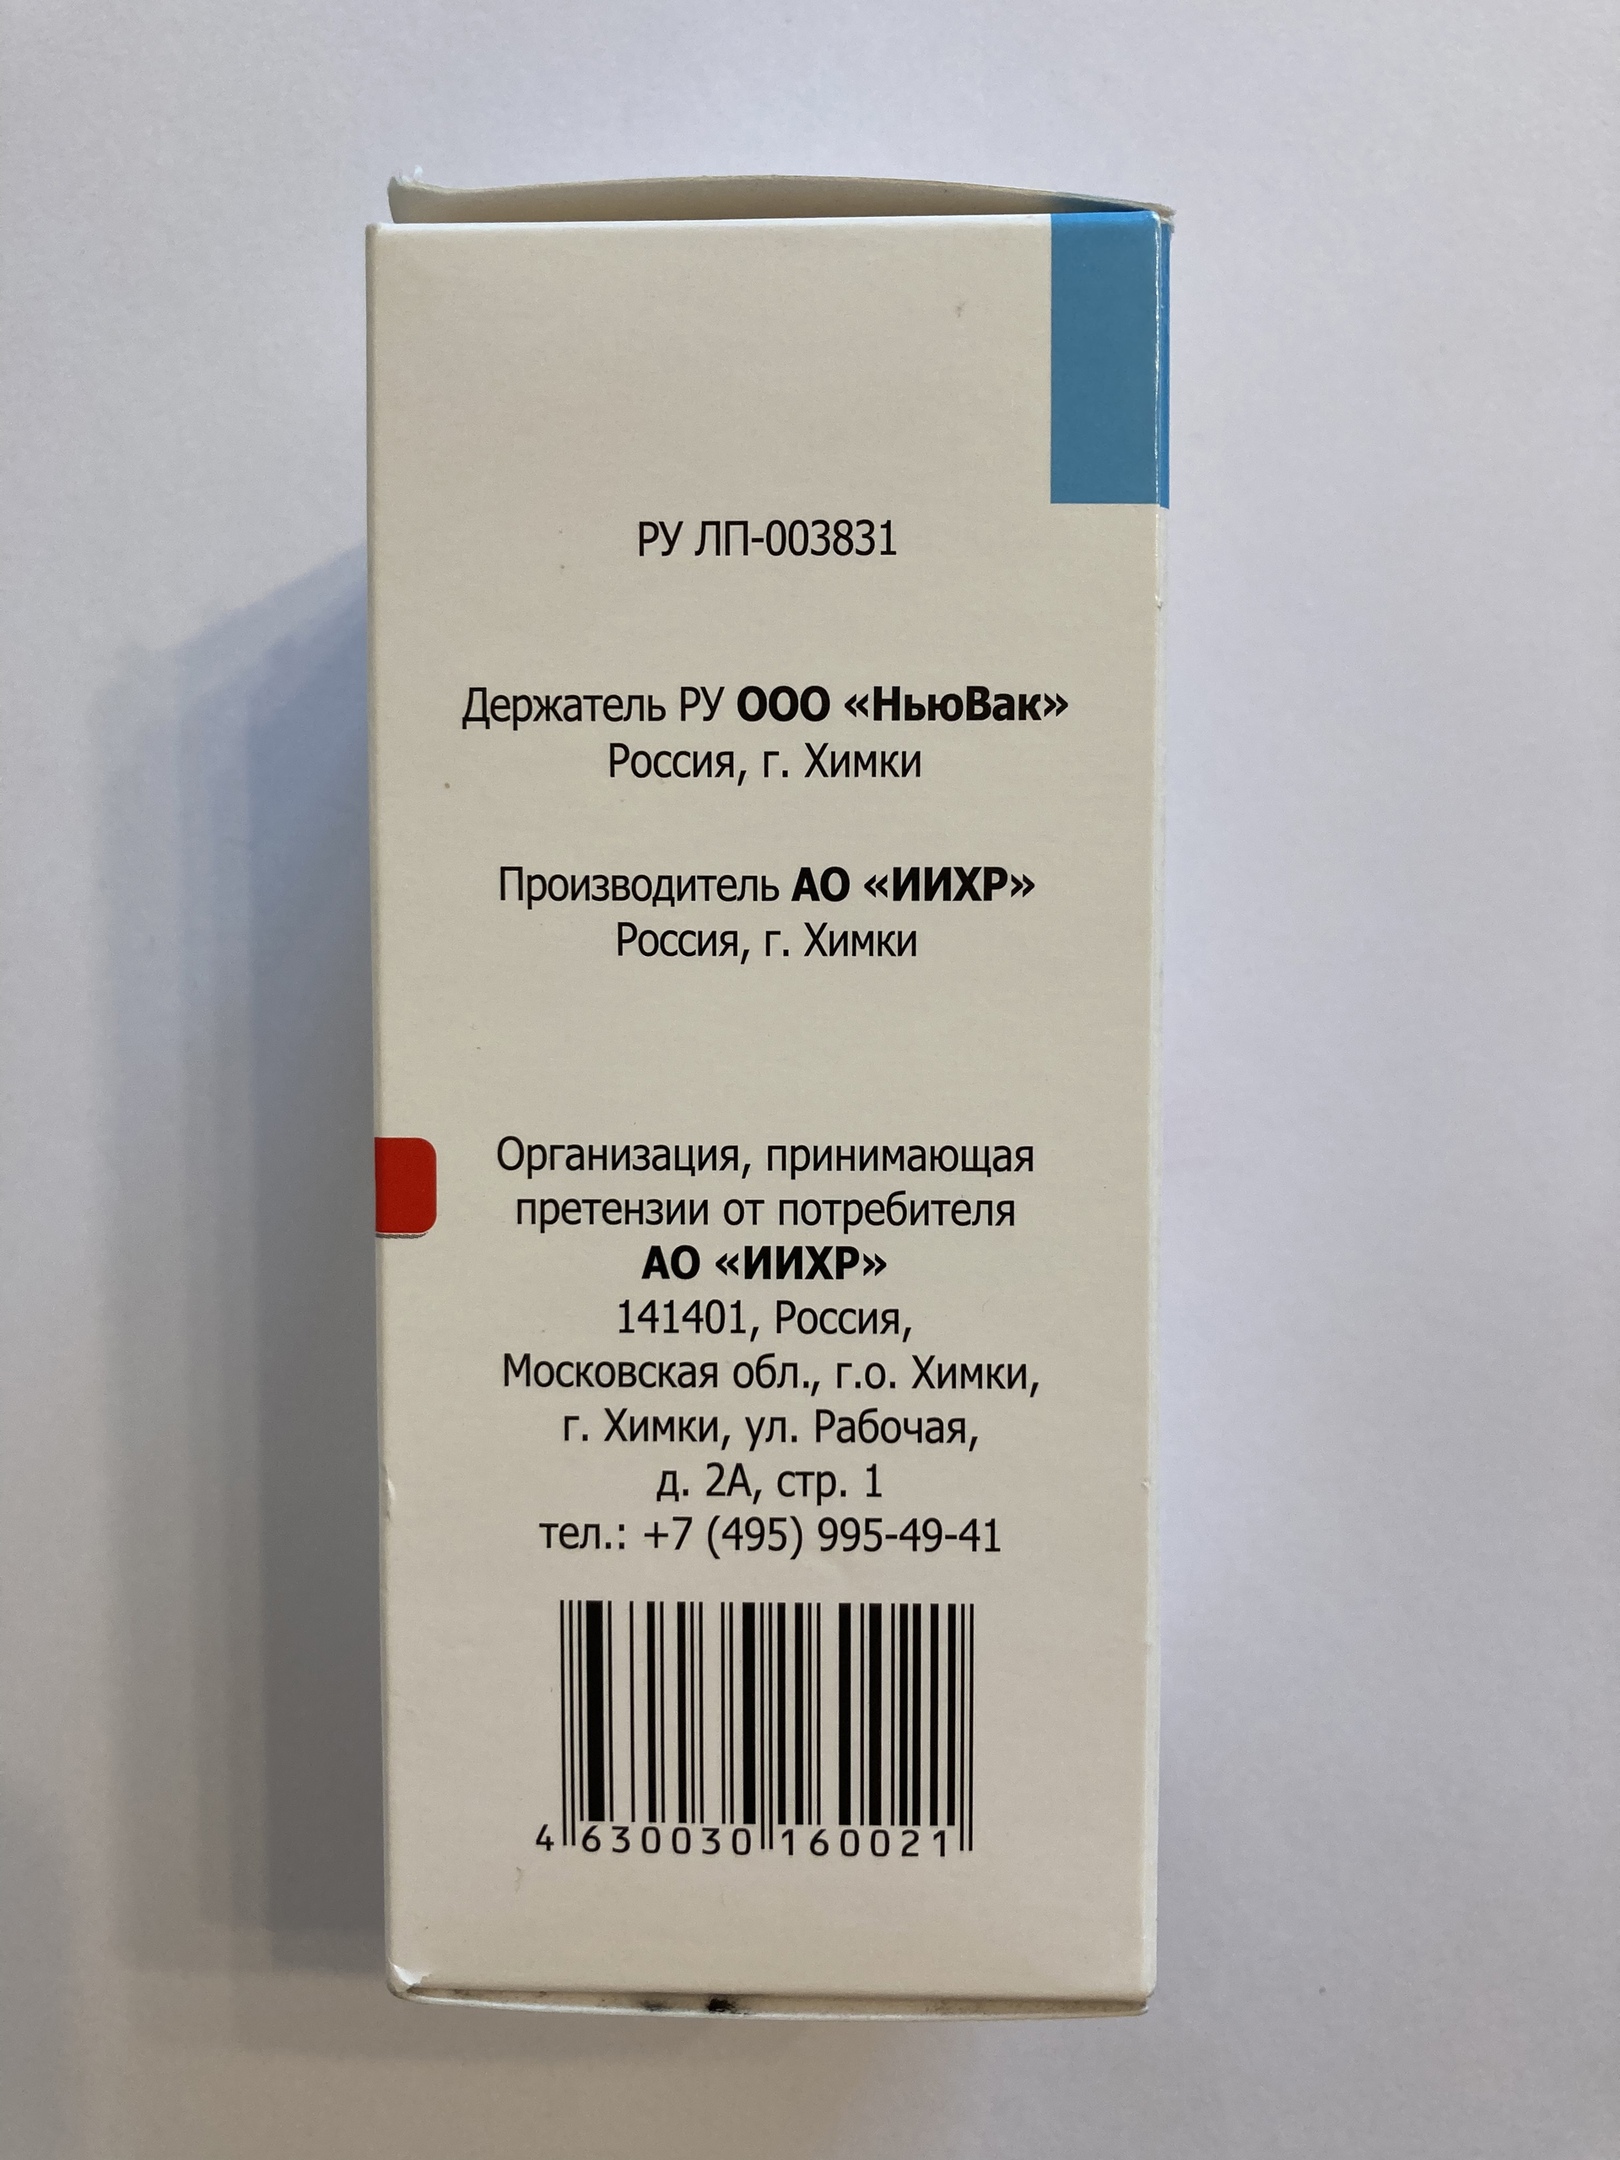 РУ ЛП-003831
Держатель РУ ООО «НьюВак»
Россия, г. Химки
Производитель АО «ИИХР»
Россия, г. Химки
Организация, принимающая
претензии от потребителя
АО «ИИХР»
141401, Россия,
Московская обл., г.о. Химки,
г. Химки, ул. Рабочая,
д. 2А, стр. 1
тел.: +7 (495) 995-49-41
4 630030 160021